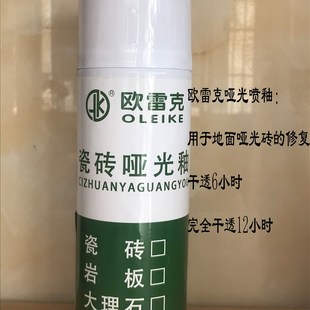 欧雷克®
OLEIKE
瓷砖哑光釉
CIZHUANYAGUANGYO
瓷 砖□
岩 板□
大理石□
欧雷克哑光喷釉：
用于地面哑光砖的修复
干透6小时
完全干透12小时